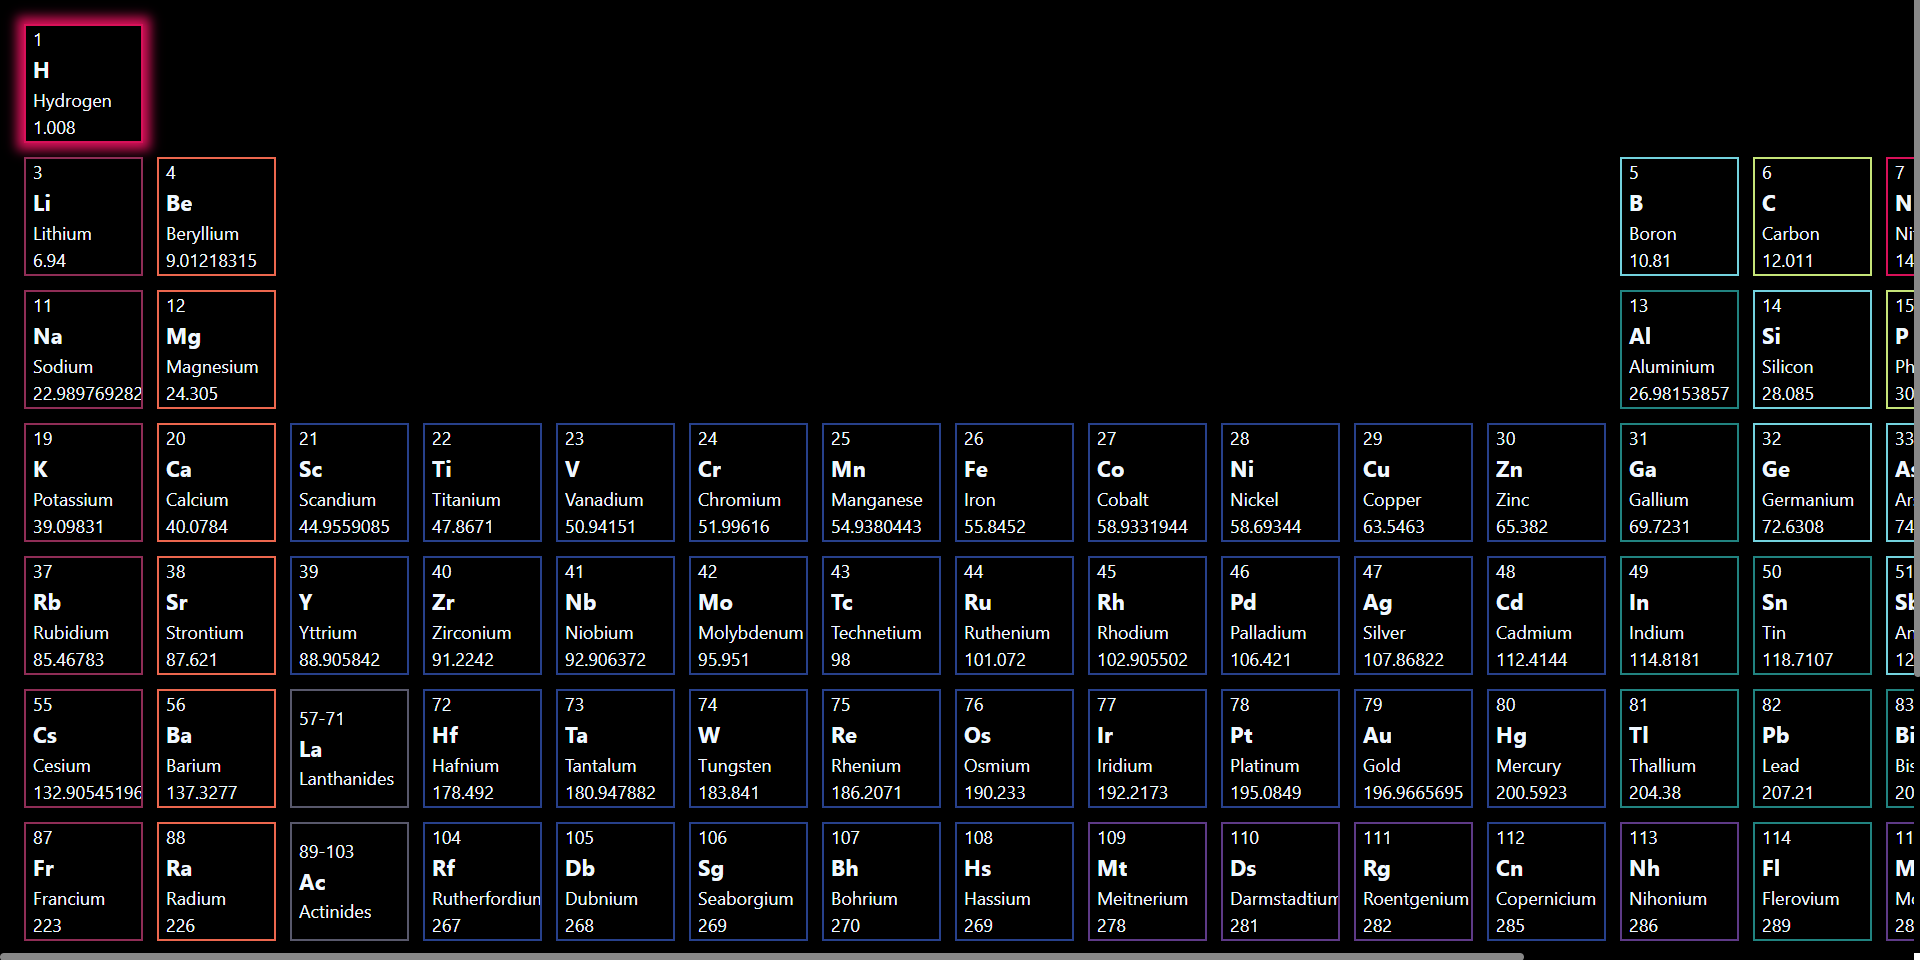 1
H
Hydrogen
1.008
3
Li
Lithium
6.94
4
Be
Beryllium
9.01218315
5
B
Boron
10.81
6
C
Carbon
12.011
7
N
14
11
Na
Sodium
22.989769282
12
Mg
Magnesium
24.305
13
Al
Aluminium
26.98153857
14
Si
Silicon
28.085
15
P
Ph
30
19
K
Potassium
39.09831
20
Ca
Calcium
40.0784
21
Sc
Scandium
44.9559085
22
Ti
Titanium
47.8671
23
V
Vanadium
50.94151
24
Cr
Chromium
51.99616
25
Mn
Manganese
54.9380443
26
Fe
Iron
55.8452
27
Co
Cobalt
58.9331944
28
Ni
Nickel
58.69344
29
Cu
Copper
63.5463
30
Zn
Zinc
65.382
31
Ga
Gallium
69.7231
32
Ge
Germanium
72.6308
33
As
Ar
74
37
Rb
Rubidium
85.46783
38
Sr
Strontium
87.621
39
Y
Yttrium
88.905842
40
Zr
Zirconium
91.2242
41
Nb
Niobium
92.906372
42
Mo
Molybdenum
95.951
43
Tc
Technetium
98
44
Ru
Ruthenium
101.072
45
Rh
Rhodium
102.905502
46
Pd
Palladium
106.421
47
Ag
Silver
107.86822
48
Cd
Cadmium
112.4144
49
In
Indium
114.8181
50
Sn
Tin
118.7107
51
Sb
An
12
55
Cs
Cesium
132.90545196
56
Ba
Barium
137.3277
57-71
La
Lanthanides
72
Hf
Hafnium
178.492
73
Ta
Tantalum
180.947882
74
W
Tungsten
183.841
75
Re
Rhenium
186.2071
76
Os
Osmium
190.233
77
Ir
Iridium
192.2173
78
Pt
Platinum
195.0849
79
Au
Gold
196.9665695
80
Hg
Mercury
200.5923
81
Tl
Thallium
204.38
82
Pb
Lead
207.21
83
Bi
Bis
20
87
Fr
Francium
223
88
Ra
Radium
226
89-103
Ac
Actinides
104
Rf
Rutherfordium
267
105
Db
Dubnium
268
106
Sg
Seaborgium
269
107
Bh
Bohrium
270
108
Hs
Hassium
269
109
Mt
Meitnerium
278
110
Ds
Darmstadtium
281
111
Rg
Roentgenium
282
112
Cn
Copernicium
285
113
Nh
Nihonium
286
114
Fl
Flerovium
289
11
M
Mo
28